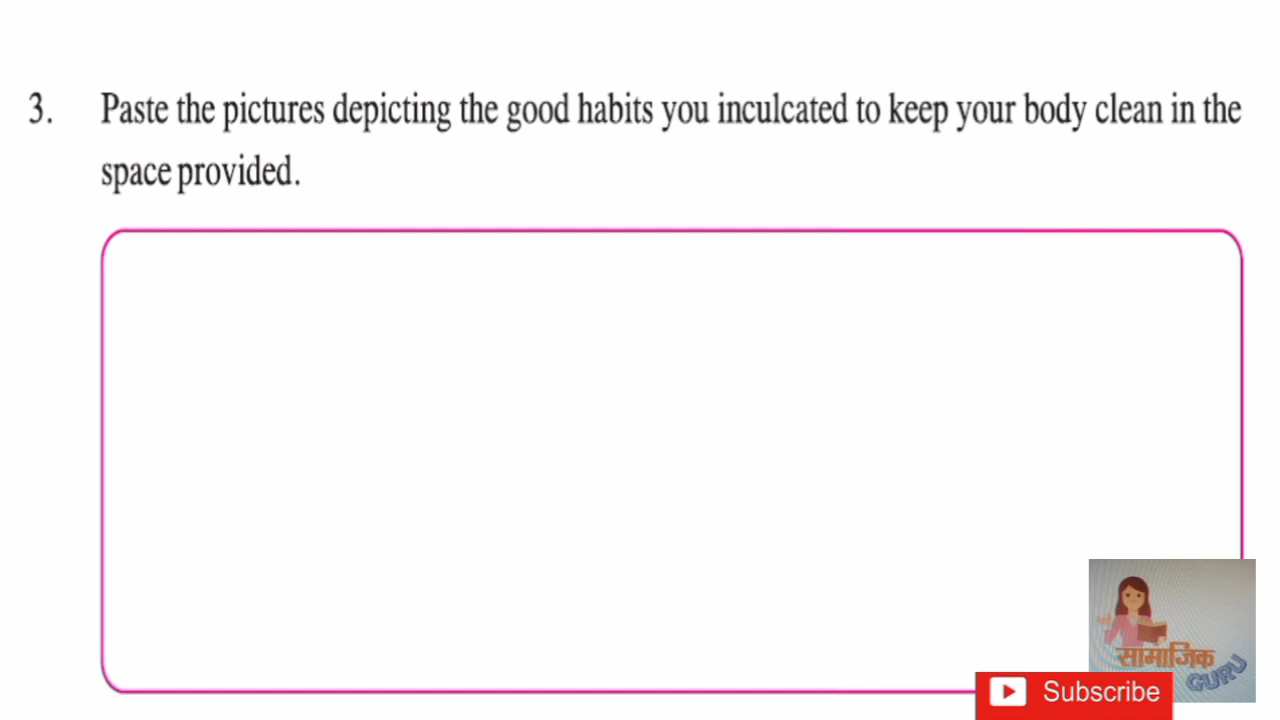 3. Paste the pictures depicting the good habits you inculcated to keep your body clean in the
space provided.
सामाजिक
GURU
Subscribe